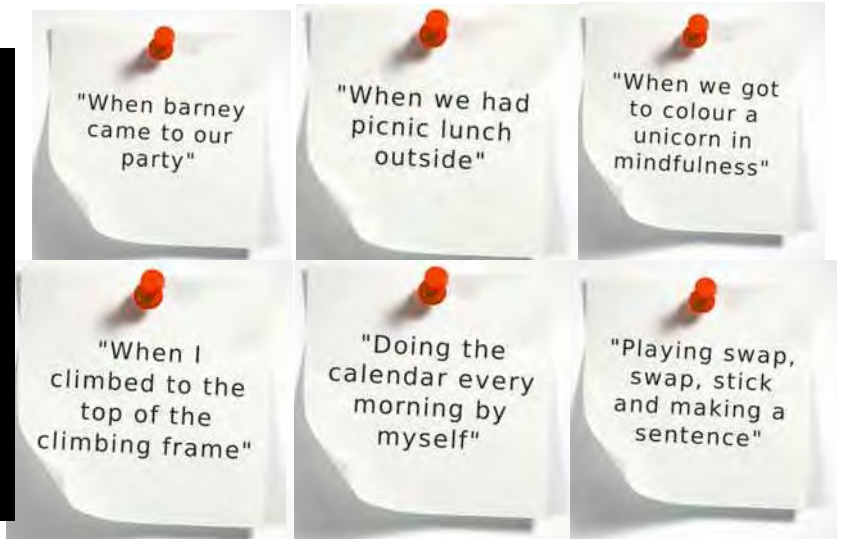 "When barney
came to our
party"
"When we had
picnic lunch
outside"
"When we got
to colour a
unicorn in
mindfulness"
"When I
climbed to the
top of the
climbing frame"
"Doing the
calendar every
morning by
myself"
"Playing swap,
swap, stick
and making a
sentence"